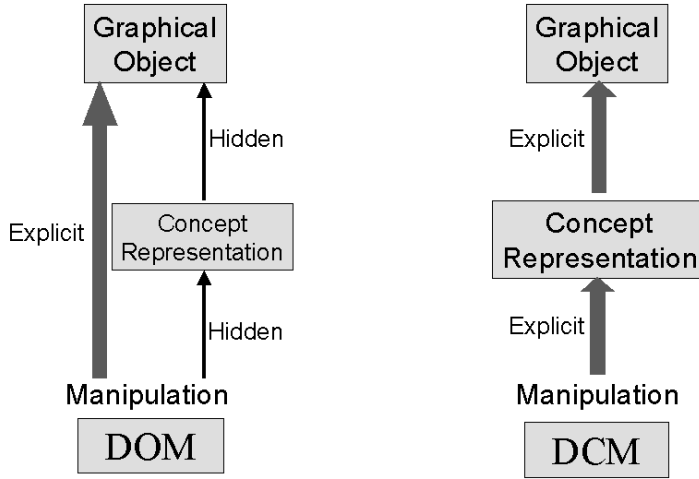 Graphical
Object
Hidden
Explicit
Concept
Representation
Hidden
Manipulation
DOM
Graphical
Object
Explicit
Concept
Representation
Explicit
Manipulation
DCM